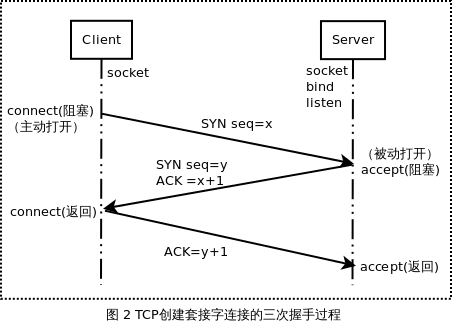 Client
Server
socket
socket
bind
listen
connect(阻塞)
（主动打开）
SYN seq=x
（被动打开）
accept(阻塞)
SYN seq=y
ACK =x+1
connect(返回)
ACK=y+1
accept(返回)
图 2 TCP创建套接字连接的三次握手过程